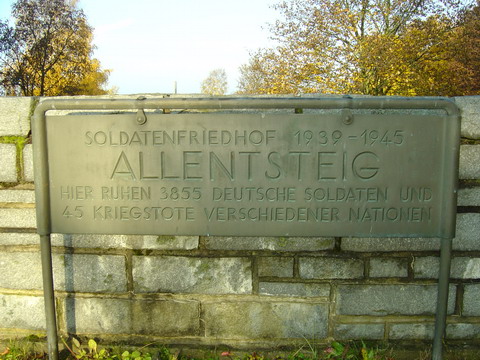 SOLDATENFRIEDHOF 1939-1945
ALLENTSTEIG
HIER RUHEN 3855 DEUTSCHE SOLDATEN UND
45 KRIEGSTOTE VERSCHIEDENER NATIONEN